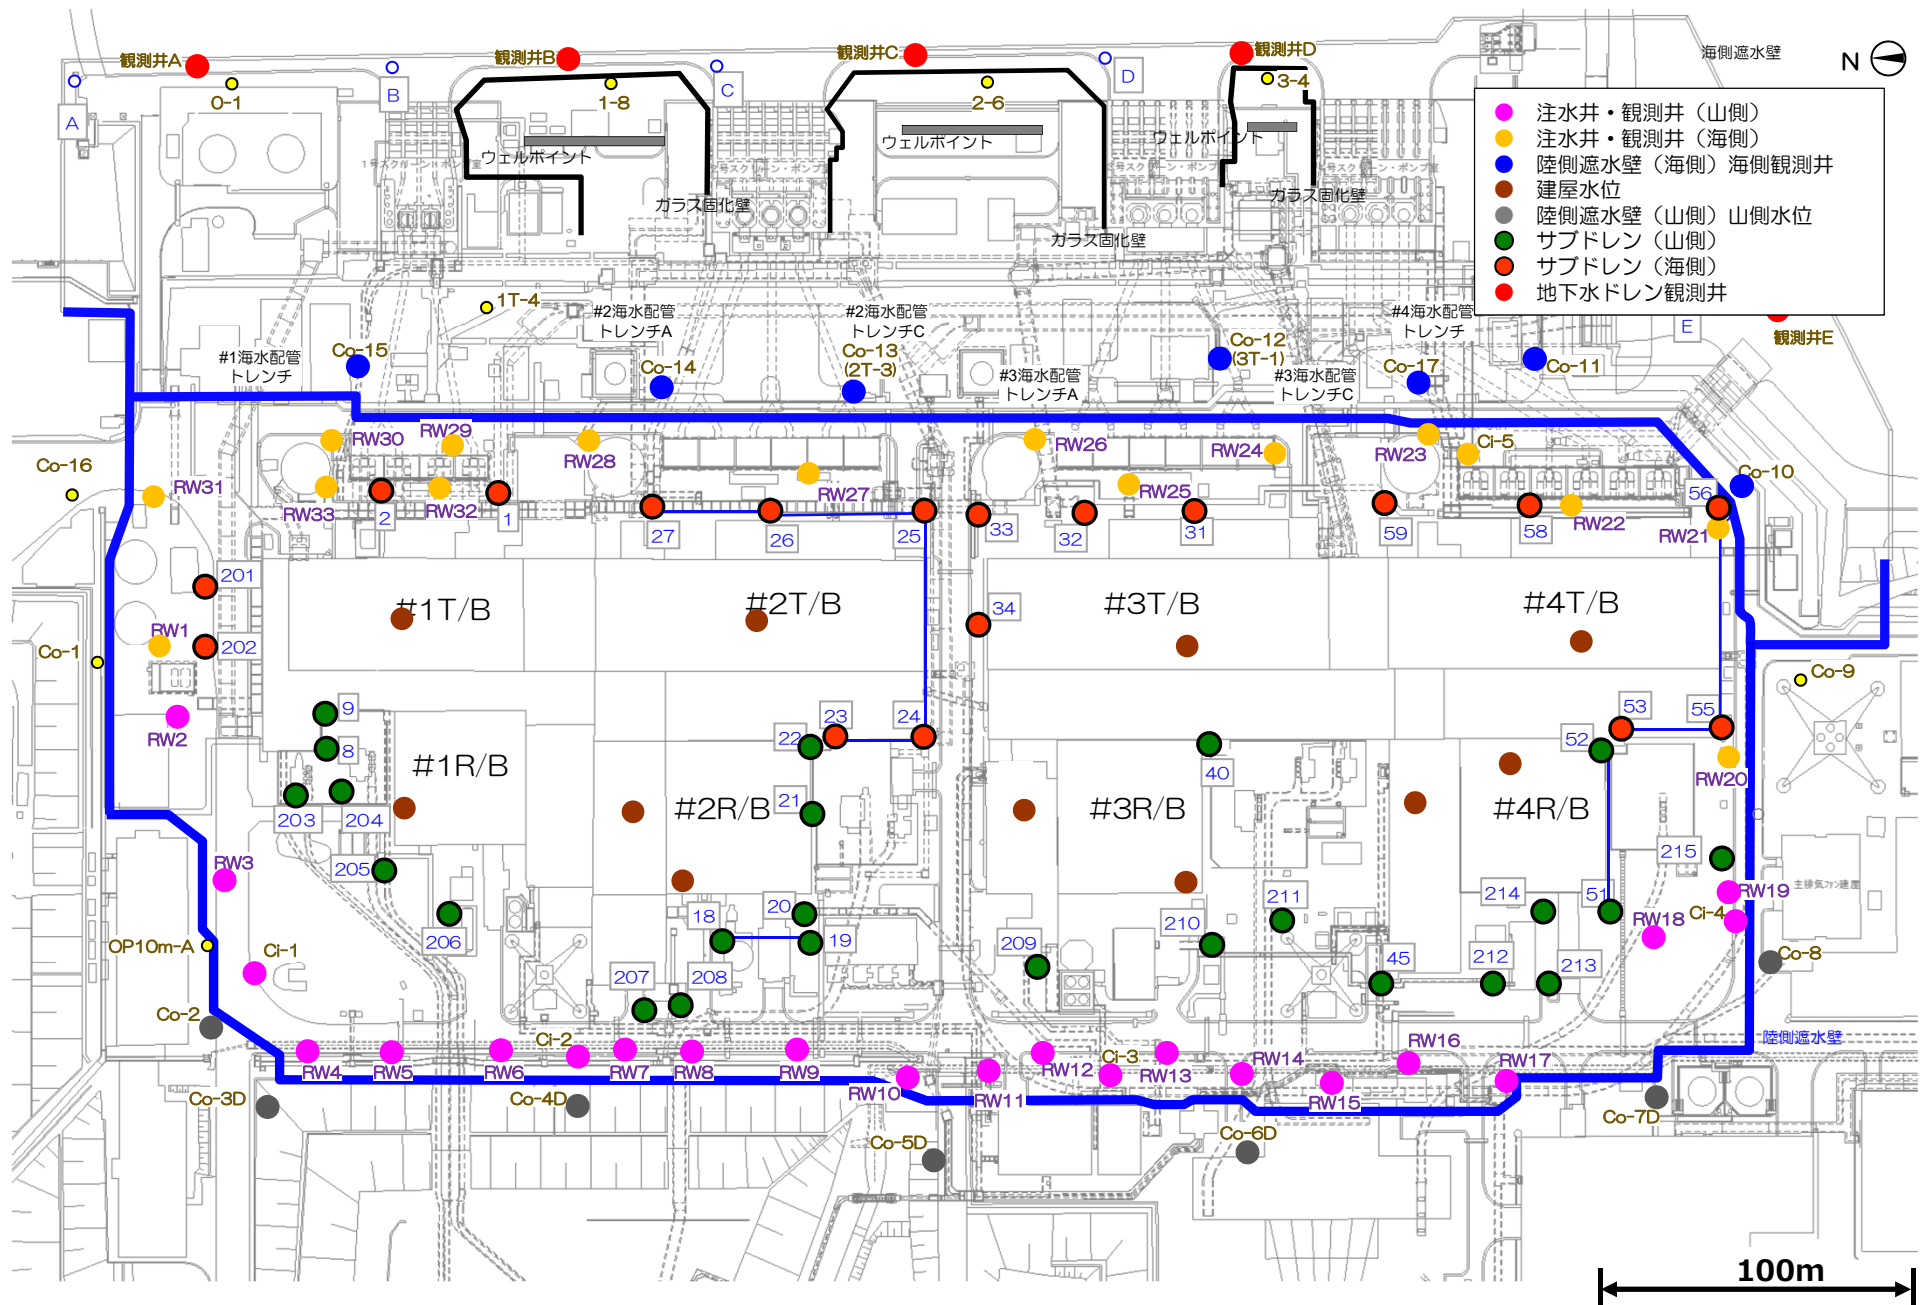 海側遮水壁
N
観測井A
観測井B
観測井C
観測井D
A
B
C
D
0-1
1-8
2-6
3-4
注水井・観測井（山側）
注水井・観測井（海側）
陸側遮水壁（海側）海側観測井
建屋水位
陸側遮水壁（山側）山側水位
サブドレン（山側）
サブドレン（海側）
地下水ドレン観測井
ウェルポイント
ウェルポイント
ウェルポイント
ガラス固化壁
ガラス固化壁
ガラス固化壁
1T-4
#2海水配管
トレンチA
#2海水配管
トレンチC
#4海水配管
トレンチ
E
観測井E
#1海水配管
トレンチ
Co-15
Co-14
Co-13
(2T-3)
#3海水配管
トレンチA
Co-12
(3T-1)
#3海水配管
トレンチC
Co-17
Co-11
RW30
RW29
RW28
RW26
RW24
RW23
Ci-5
Co-16
RW31
RW33
2
RW32
1
27
26
RW27
25
33
32
RW25
31
59
58
RW22
56
Co-10
RW21
201
202
RW1
Co-1
RW2
#1T/B
#2T/B
#3T/B
#4T/B
34
Co-9
9
8
22
23
24
40
52
53
55
RW20
#1R/B
#2R/B
#3R/B
#4R/B
203
204
21
205
206
RW3
215
主排気ファン建屋
18
20
19
210
211
214
51
RW18
RW19
Ci-4
OP10m-A
Ci-1
207
208
209
45
212
213
Co-8
Co-2
Ci-2
RW4
RW5
RW6
RW7
RW8
RW9
RW10
RW11
RW12
Ci-3
RW13
RW14
RW15
RW16
RW17
陸側遮水壁
Co-3D
Co-4D
Co-5D
Co-6D
Co-7D
100m